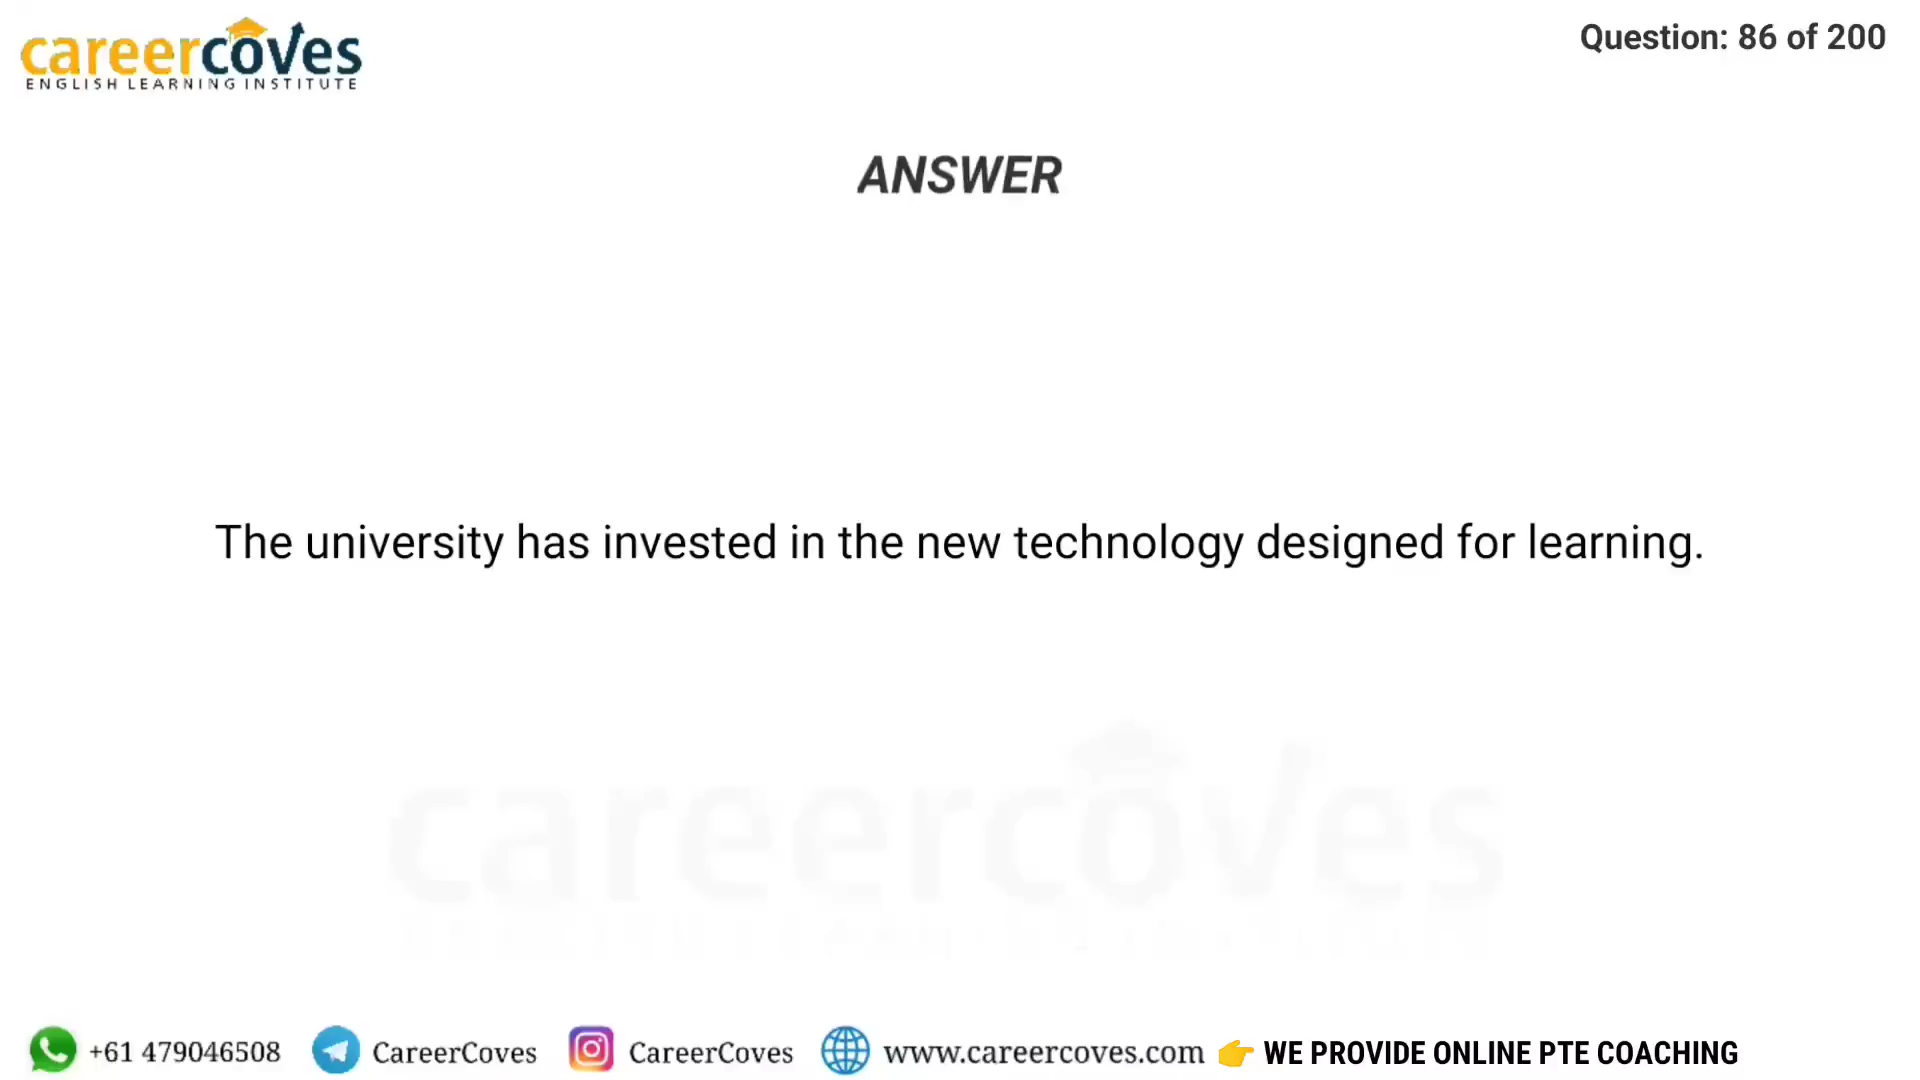 careercoves
ENGLISH LEARNING INSTITUTE
Question: 86 of 200
ANSWER
The university has invested in the new technology designed for learning.
careercoves
+61 479046508 CareerCoves CareerCoves www.careercoves.com 👉 WE PROVIDE ONLINE PTE COACHING